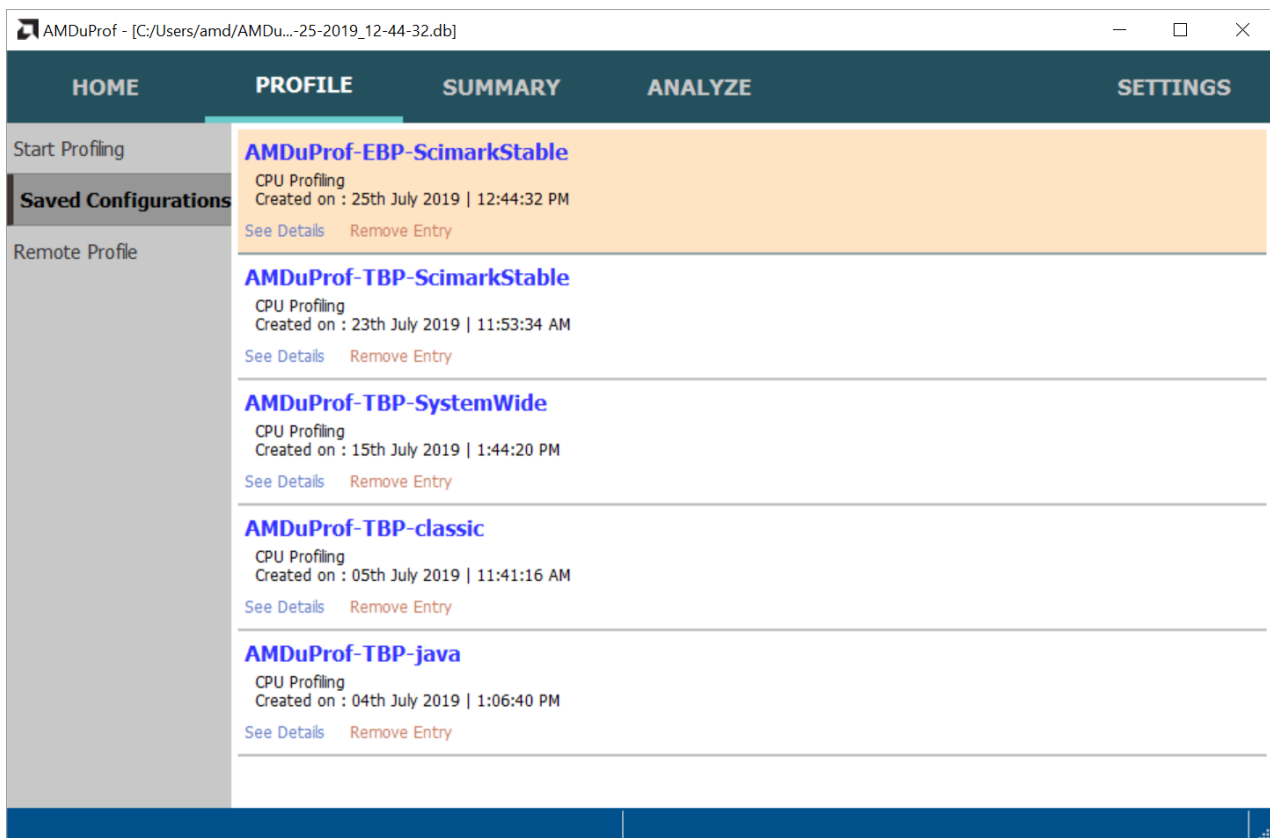 AMDuProf - [C:/Users/amd/AMDu...-25-2019_12-44-32.db]
HOME PROFILE SUMMARY ANALYZE SETTINGS
Start Profiling
Saved Configurations
Remote Profile
AMDuProf-EBP-ScimarkStable
CPU Profiling
Created on : 25th July 2019 | 12:44:32 PM
See Details Remove Entry
AMDuProf-TBP-ScimarkStable
CPU Profiling
Created on : 23th July 2019 | 11:53:34 AM
See Details Remove Entry
AMDuProf-TBP-SystemWide
CPU Profiling
Created on : 15th July 2019 | 1:44:20 PM
See Details Remove Entry
AMDuProf-TBP-classic
CPU Profiling
Created on : 05th July 2019 | 11:41:16 AM
See Details Remove Entry
AMDuProf-TBP-java
CPU Profiling
Created on : 04th July 2019 | 1:06:40 PM
See Details Remove Entry